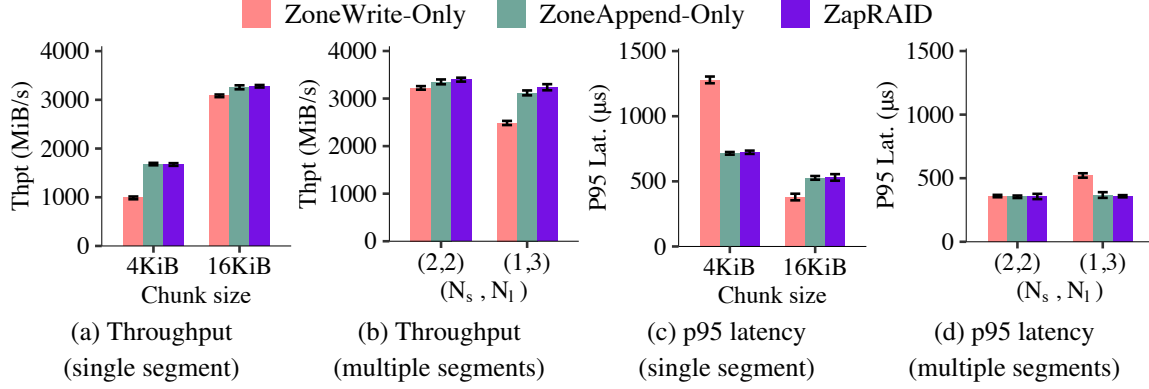 ZoneWrite-Only ZoneAppend-Only ZapRAID
Thpt (MiB/s)
4000
3000
2000
1000
0
4KiB 16KiB
Chunk size
(a) Throughput
(single segment)
Thpt (MiB/s)
4000
3000
2000
1000
0
(2,2) (1,3)
(Ns , Nl )
(b) Throughput
(multiple segments)
P95 Lat. (μs)
1500
1000
500
0
4KiB 16KiB
Chunk size
(c) p95 latency
(single segment)
P95 Lat. (μs)
1500
1000
500
0
(2,2) (1,3)
(Ns , Nl )
(d) p95 latency
(multiple segments)